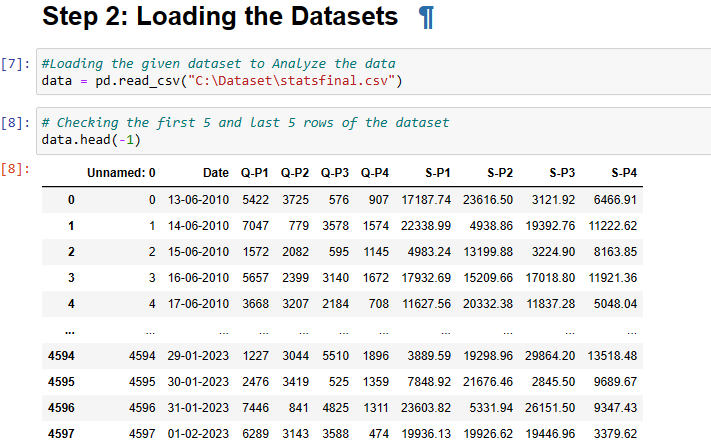 Step 2: Loading the Datasets ¶
[7]: #Loading the given dataset to Analyze the data
data = pd.read_csv("C:\Dataset\statsfinal.csv")
[8]: # Checking the first 5 and last 5 rows of the dataset
data.head(-1)
[8]: Unnamed: 0 Date Q-P1 Q-P2 Q-P3 Q-P4 S-P1 S-P2 S-P3 S-P4
0 0 13-06-2010 5422 3725 576 907 17187.74 23616.50 3121.92 6466.91
1 1 14-06-2010 7047 779 3578 1574 22338.99 4938.86 19392.76 11222.62
2 2 15-06-2010 1572 2082 595 1145 4983.24 13199.88 3224.90 8163.85
3 3 16-06-2010 5657 2399 3140 1672 17932.69 15209.66 17018.80 11921.36
4 4 17-06-2010 3668 3207 2184 708 11627.56 20332.38 11837.28 5048.04
... ... ... ... ... ... ... ... ... ... ...
4594 4594 29-01-2023 1227 3044 5510 1896 3889.59 19298.96 29864.20 13518.48
4595 4595 30-01-2023 2476 3419 525 1359 7848.92 21676.46 2845.50 9689.67
4596 4596 31-01-2023 7446 841 4825 1311 23603.82 5331.94 26151.50 9347.43
4597 4597 01-02-2023 6289 3143 3588 474 19936.13 19926.62 19446.96 3379.62